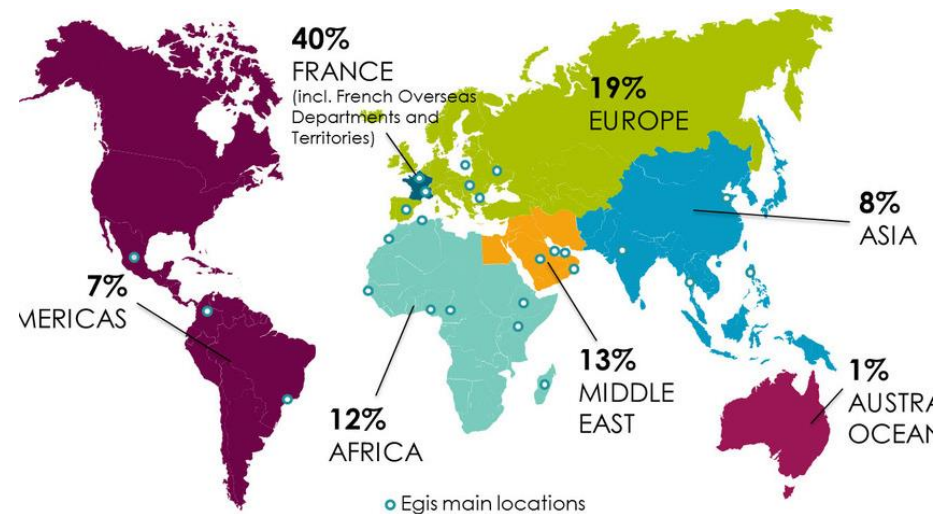 40%
FRANCE
(incl. French Overseas
Departments and
Territories)
19%
EUROPE
8%
ASIA
7%
MERICAS
13%
MIDDLE
EAST
12%
AFRICA
1%
AUSTRA
OCEAN
Egis main locations